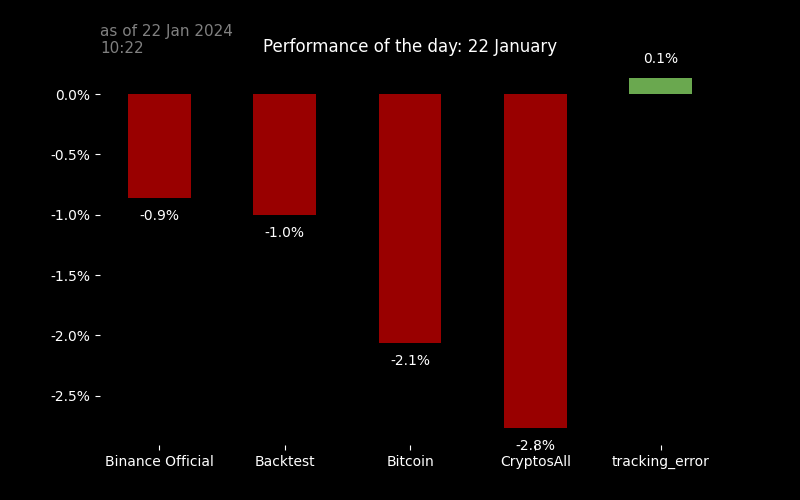 as of 22 Jan 2024
10:22
Performance of the day: 22 January
0.1%
0.0%
-0.5%
-1.0%
-1.5%
-2.0%
-2.5%
-0.9%
-1.0%
-2.1%
-2.8%
Binance Official
Backtest
Bitcoin
CryptosAll
tracking_error